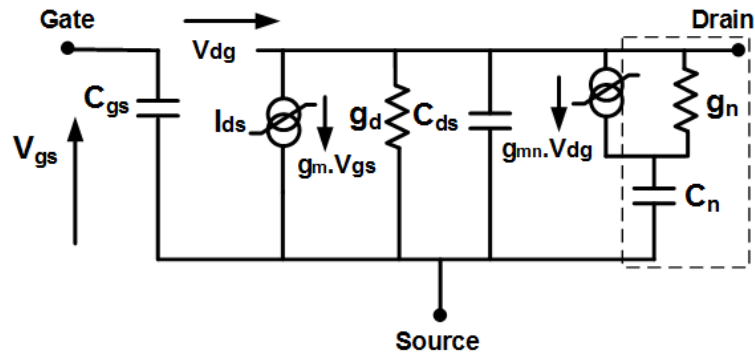 Gate
Drain
Vdg
Cgs
Ids
gd
Cds
gn
Vgs
gm.Vgs
gmn.Vdg
Cn
Source